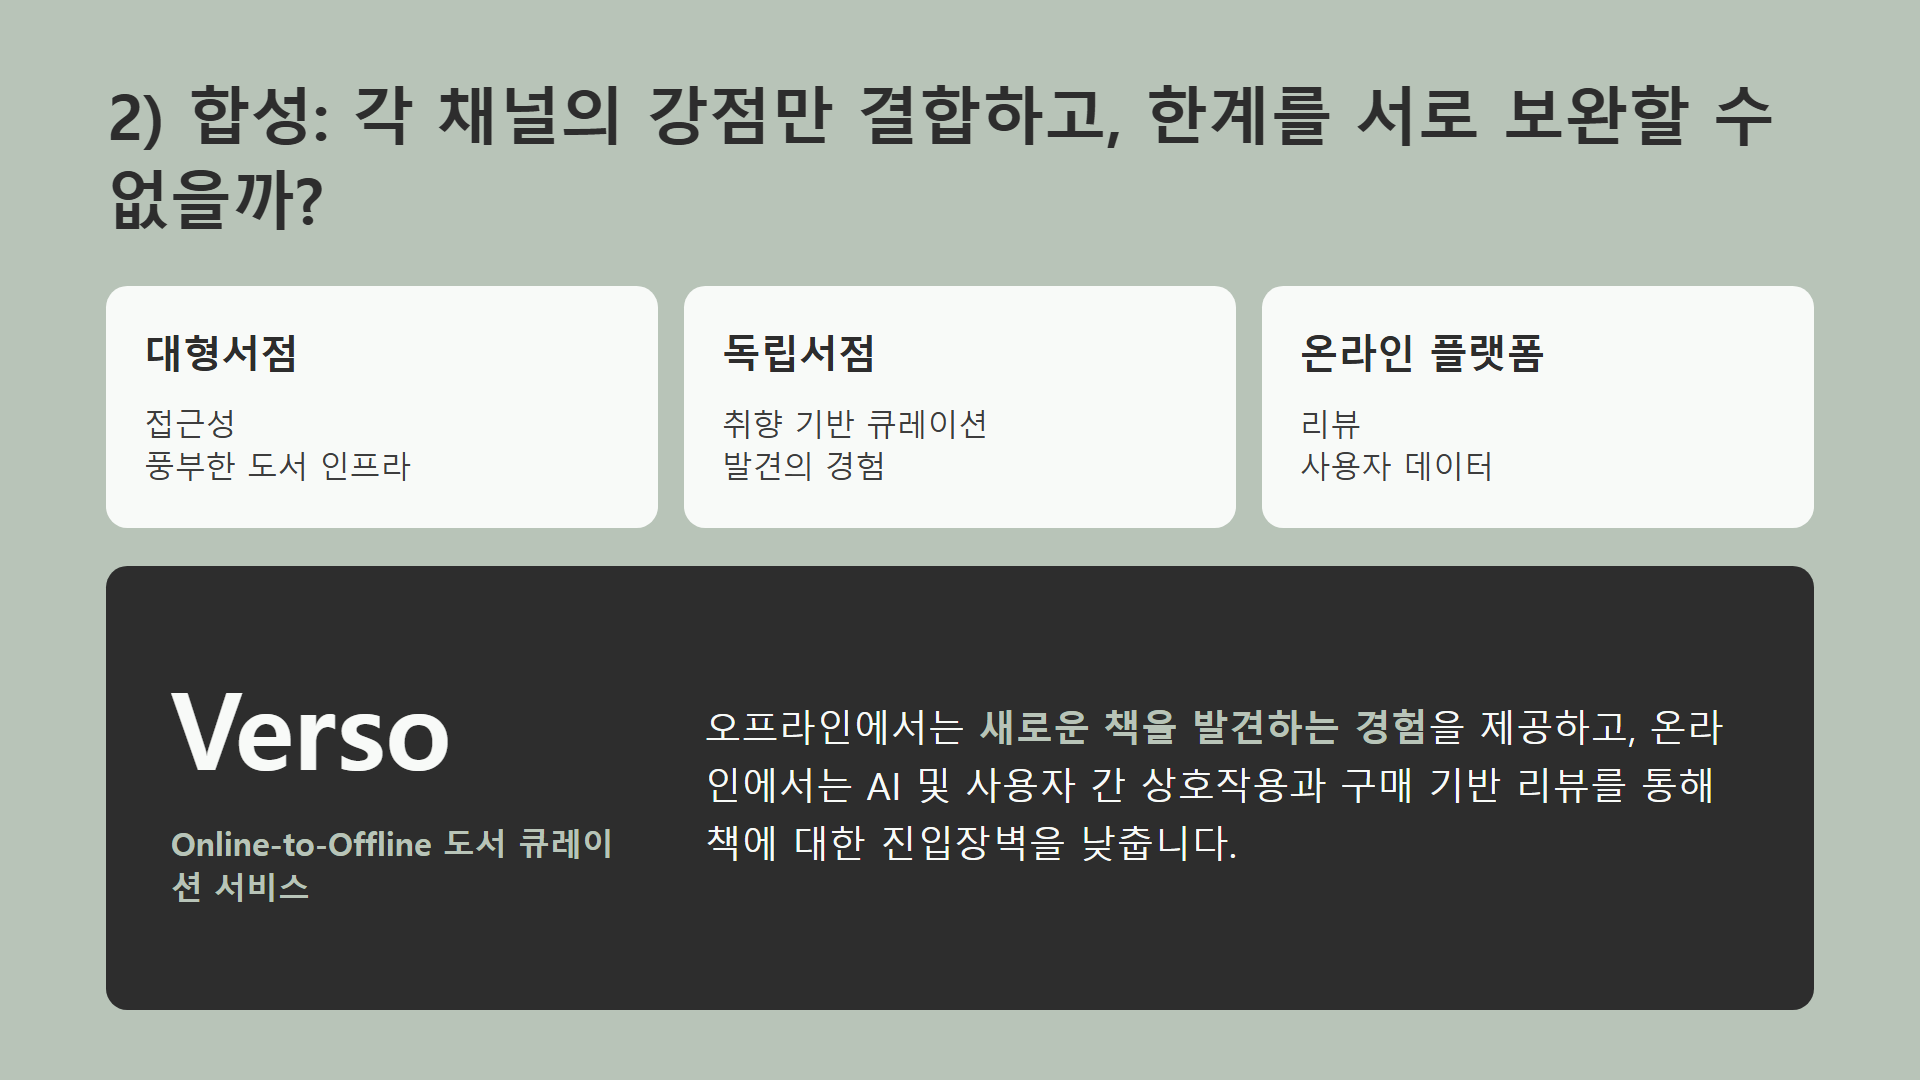 2) 합성: 각 채널의 강점만 결합하고, 한계를 서로 보완할 수
없을까?
대형서점
접근성
풍부한 도서 인프라
독립서점
취향 기반 큐레이션
발견의 경험
온라인 플랫폼
리뷰
사용자 데이터
Verso
Online-to-Offline 도서 큐레이
션 서비스
오프라인에서는 새로운 책을 발견하는 경험을 제공하고, 온라
인에서는 AI 및 사용자 간 상호작용과 구매 기반 리뷰를 통해
책에 대한 진입장벽을 낮춥니다.